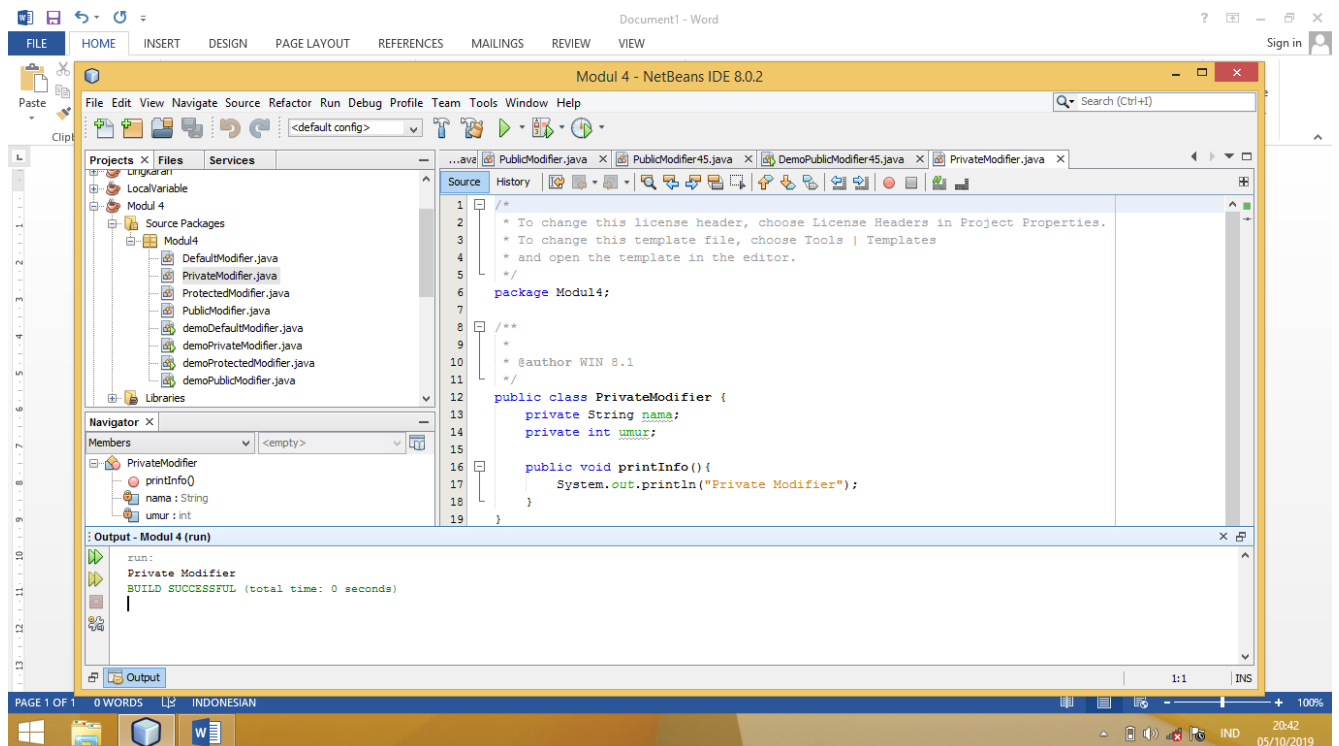 Document1 - Word
FILE HOME INSERT DESIGN PAGE LAYOUT REFERENCES MAILINGS REVIEW VIEW Sign in
Paste
Clipl
Modul 4 - NetBeans IDE 8.0.2
File Edit View Navigate Source Refactor Run Debug Profile Team Tools Window Help
Search (Ctrl+I)
<default config>
Projects Files Services
...ava PublicModifier.java PublicModifier45.java DemoPublicModifier45.java PrivateModifier.java
Source History
Lingkaran
LocalVariable
Modul 4
Source Packages
Modul4
DefaultModifier.java
PrivateModifier.java
ProtectedModifier.java
PublicModifier.java
demoDefaultModifier.java
demoPrivateModifier.java
demoProtectedModifier.java
demoPublicModifier.java
Libraries
Navigator
Members <empty>
PrivateModifier
printInfo()
nama : String
umur : int
1 /*
2 * To change this license header, choose License Headers in Project Properties.
3 * To change this template file, choose Tools | Templates
4 * and open the template in the editor.
5 */
6 package Modul4;
7
8 /**
9 *
10 * @author WIN 8.1
11 */
12 public class PrivateModifier {
13 private String nama;
14 private int umur;
15
16 public void printInfo(){
17 System.out.println("Private Modifier");
18 }
19 }
Output - Modul 4 (run)
run:
Private Modifier
BUILD SUCCESSFUL (total time: 0 seconds)
Output
1:1 INS
PAGE 1 OF 1 0 WORDS INDONESIAN 100%
IND
20:42
05/10/2019